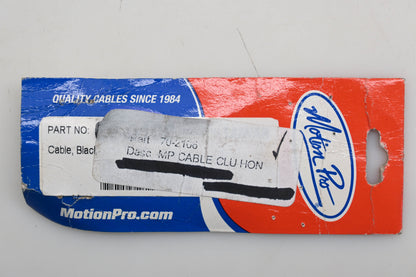 QUALITY CABLES SINCE 1984
PART NO:
Part 70-2106
Cable, Blac
Desc MP CABLE CLU HON
Motion Pro
MotionPro.com